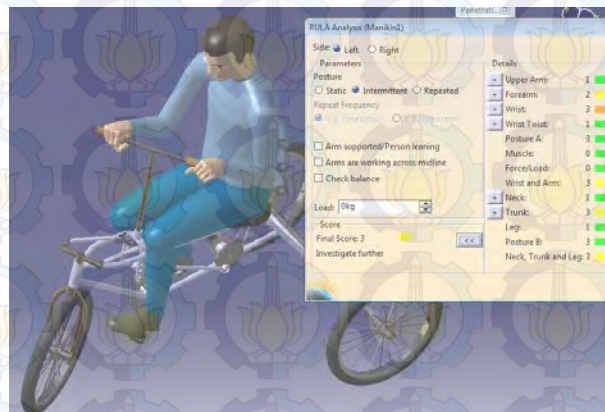 Penetrati...
RULA Analysis (Manikin1)
Side: Left Right
Parameters
Posture
Static Intermittent Repeated
Repeat Frequency
Arm supported/Person leaning
Arms are working across midline
Check balance
Load: 0kg
Score
Final Score: 3
<<
Investigate further
Details
+ Upper Arm: 1
+ Forearm: 2
+ Wrist: 3
+ Wrist Twist: 1
Posture A: 3
Muscle: 0
Force/Load: 0
Wrist and Arm: 3
+ Neck: 1
+ Trunk: 3
Leg: 1
Posture B: 3
Neck, Trunk and Leg: 3